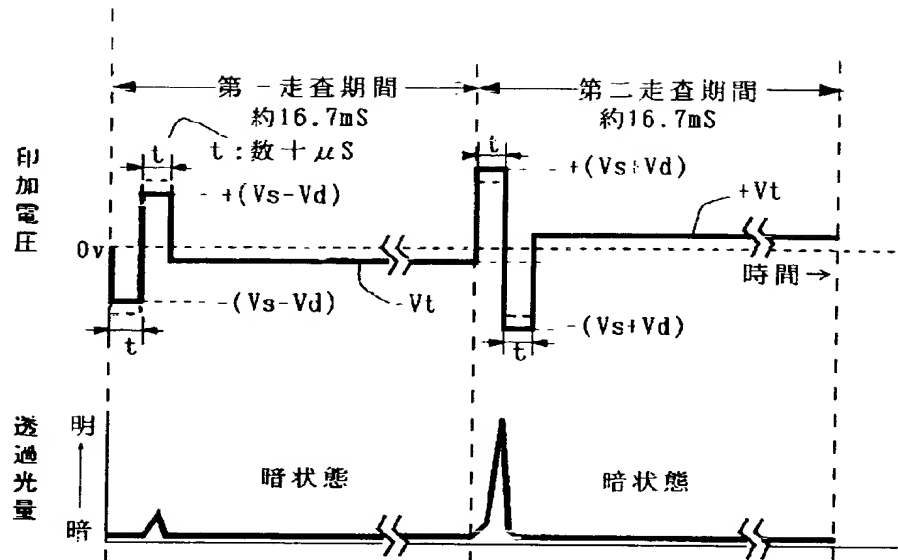 第一走査期間
約16.7mS
第二走査期間
約16.7mS
t
t:数十μS
t
印加電圧
+(Vs-Vd)
+(Vs+Vd)
+Vt
0v
時間→
-(Vs-Vd)
-Vt
-(Vs+Vd)
t
t
透過光量
明
暗
暗状態
暗状態